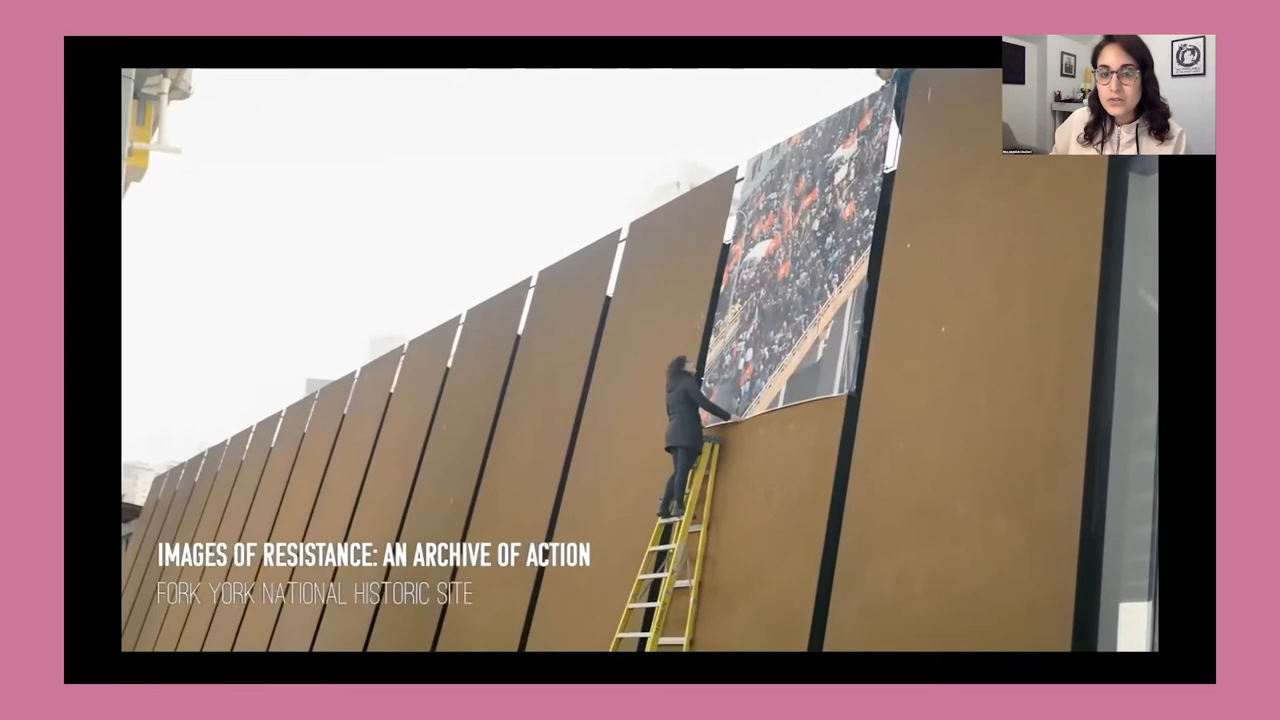 IMAGES OF RESISTANCE: AN ARCHIVE OF ACTION
FORK YORK NATIONAL HISTORIC SITE